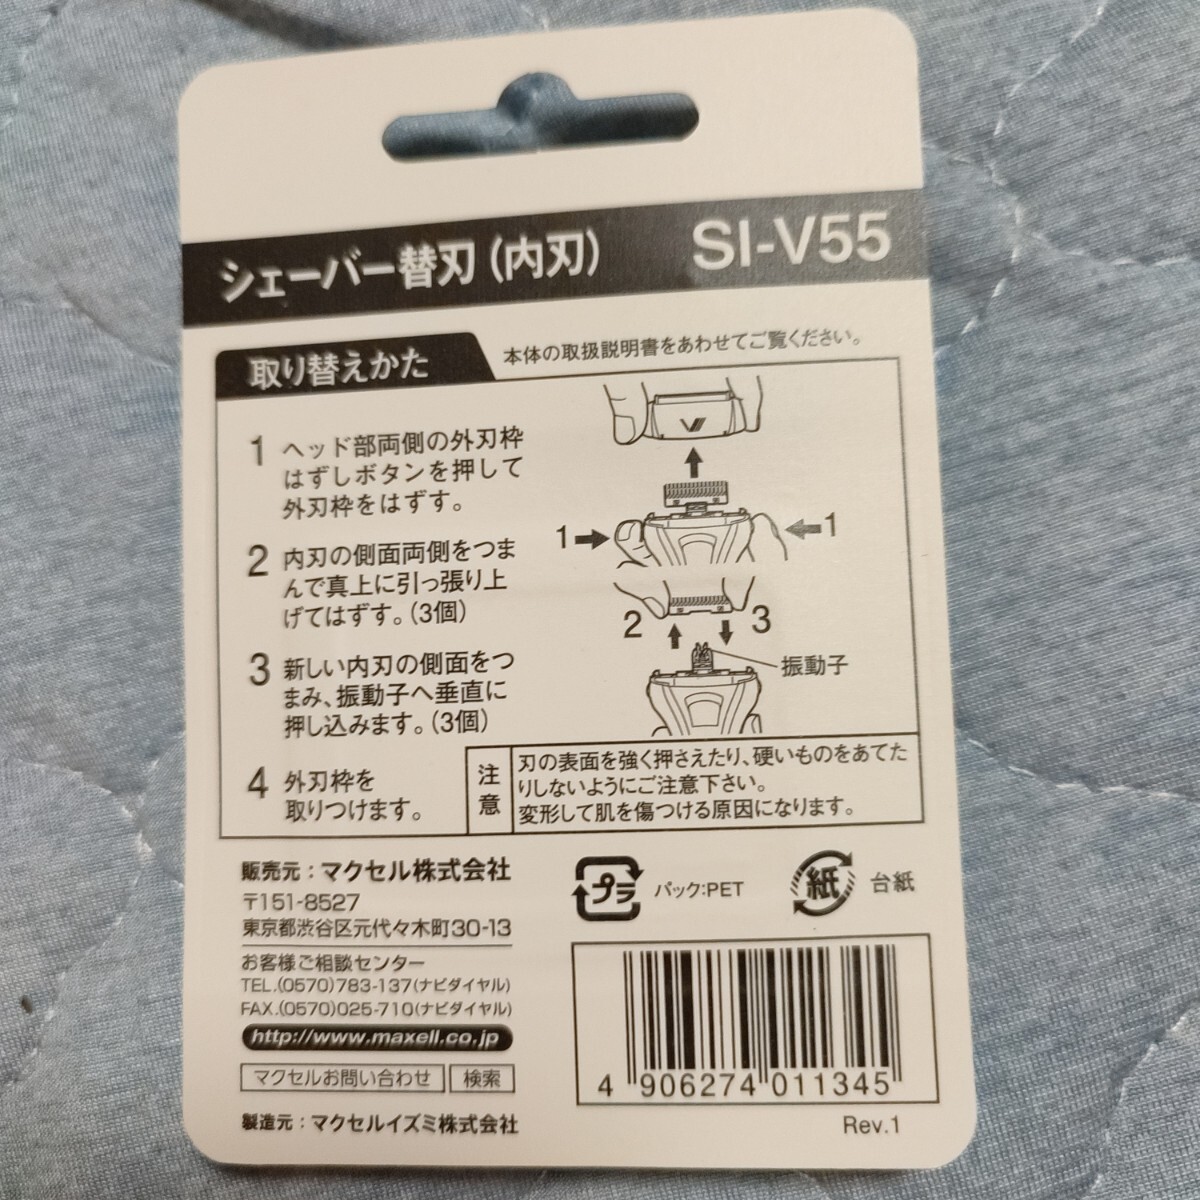 シェーバー替刃(内刃) SI-V55
取り替えかた 本体の取扱説明書をあわせてご覧ください。
1 ヘッド部両側の外刃枠
はずしボタンを押して
外刃枠をはずす。
2 内刃の側面両側をつま
んで真上に引っ張り上
げてはずす。(3個)
3 新しい内刃の側面をつ
まみ、振動子へ垂直に
押し込みます。(3個)
4 外刃枠を
取りつけます。
1
1
2
3
振動子
注意
刃の表面を強く押さえたり、硬いものをあてた
りしないようにご注意下さい。
変形して肌を傷つける原因になります。
販売元:マクセル株式会社
〒151-8527
東京都渋谷区元代々木町30-13
お客様ご相談センター
TEL.(0570)783-137(ナビダイヤル)
FAX.(0570)025-710(ナビダイヤル)
http://www.maxell.co.jp
マクセルお問い合わせ 検索
製造元:マクセルイズミ株式会社
プラ パック:PET
紙 台紙
4 906274 011345
Rev.1